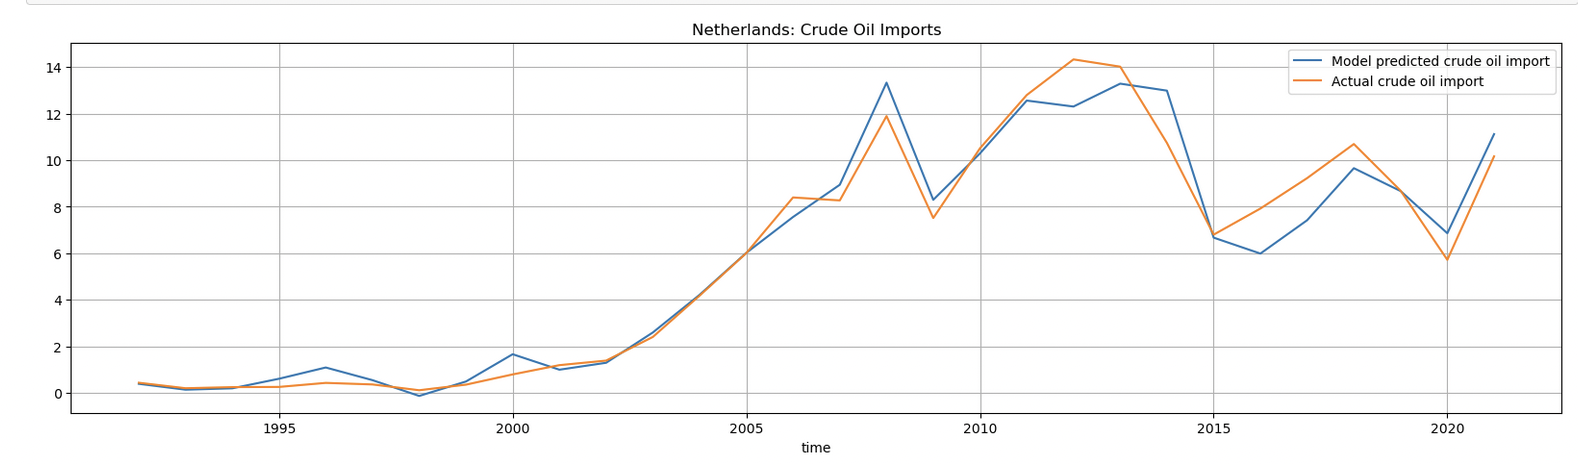 Netherlands: Crude Oil Imports
Model predicted crude oil import
Actual crude oil import
14
12
10
8
6
4
2
0
1995 2000 2005 2010 2015 2020
time